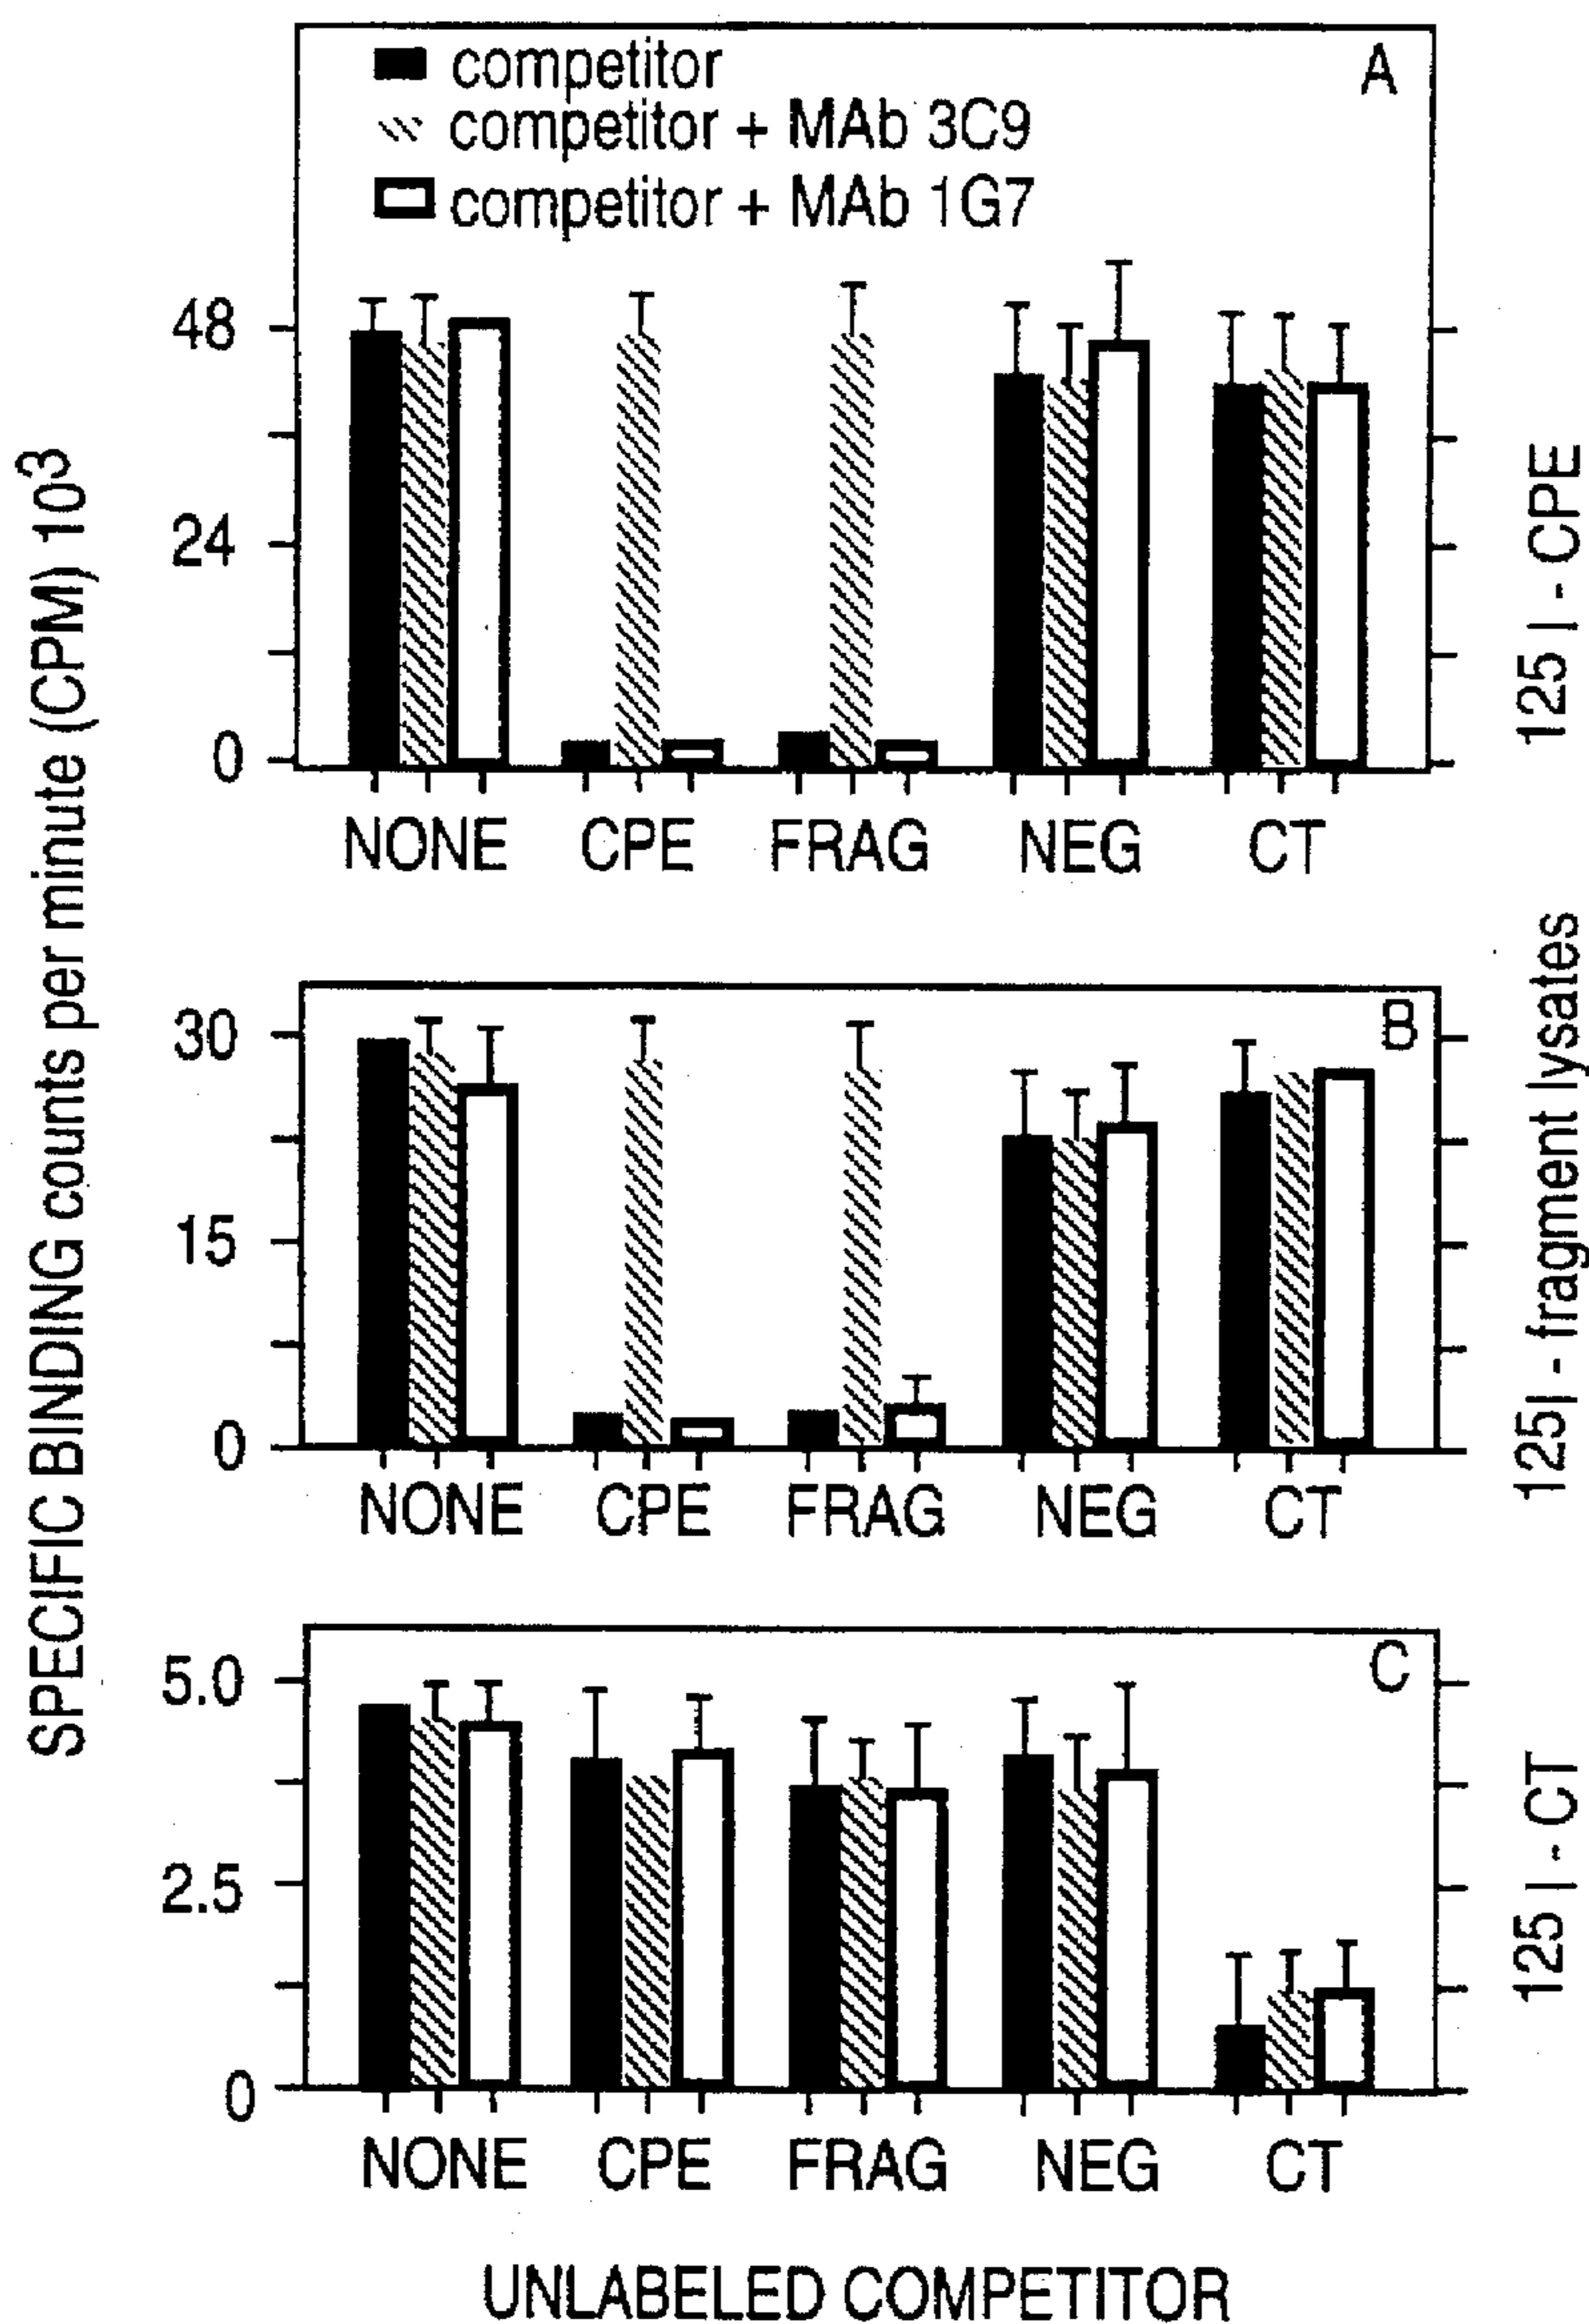 A
competitor
competitor + MAb 3C9
competitor + MAb 1G7
48
24
0
NONE CPE FRAG NEG CT
125 I - CPE
B
30
15
0
NONE CPE FRAG NEG CT
125I - fragment lysates
C
5.0
2.5
0
NONE CPE FRAG NEG CT
125 I - CT
SPECIFIC BINDING counts per minute (CPM) 10³
UNLABELED COMPETITOR